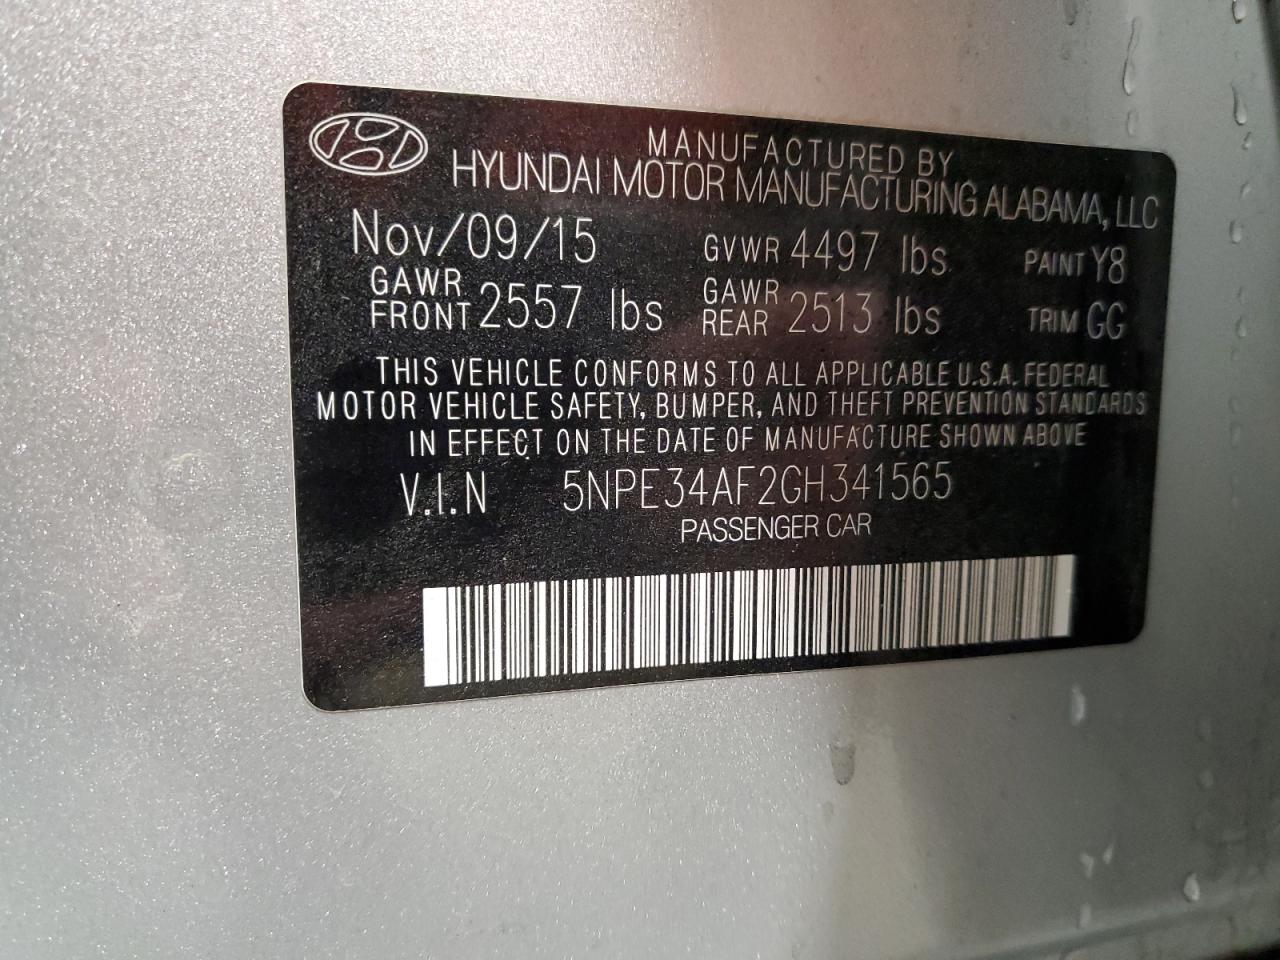 MANUFACTURED BY
HYUNDAI MOTOR MANUFACTURING ALABAMA, LLC
Nov/09/15 GVWR 4497 lbs PAINT Y8
GAWR FRONT 2557 lbs GAWR REAR 2513 lbs TRIM GG
THIS VEHICLE CONFORMS TO ALL APPLICABLE U.S.A. FEDERAL
MOTOR VEHICLE SAFETY, BUMPER, AND THEFT PREVENTION STANDARDS
IN EFFECT ON THE DATE OF MANUFACTURE SHOWN ABOVE
V.I.N 5NPE34AF2GH341565
PASSENGER CAR